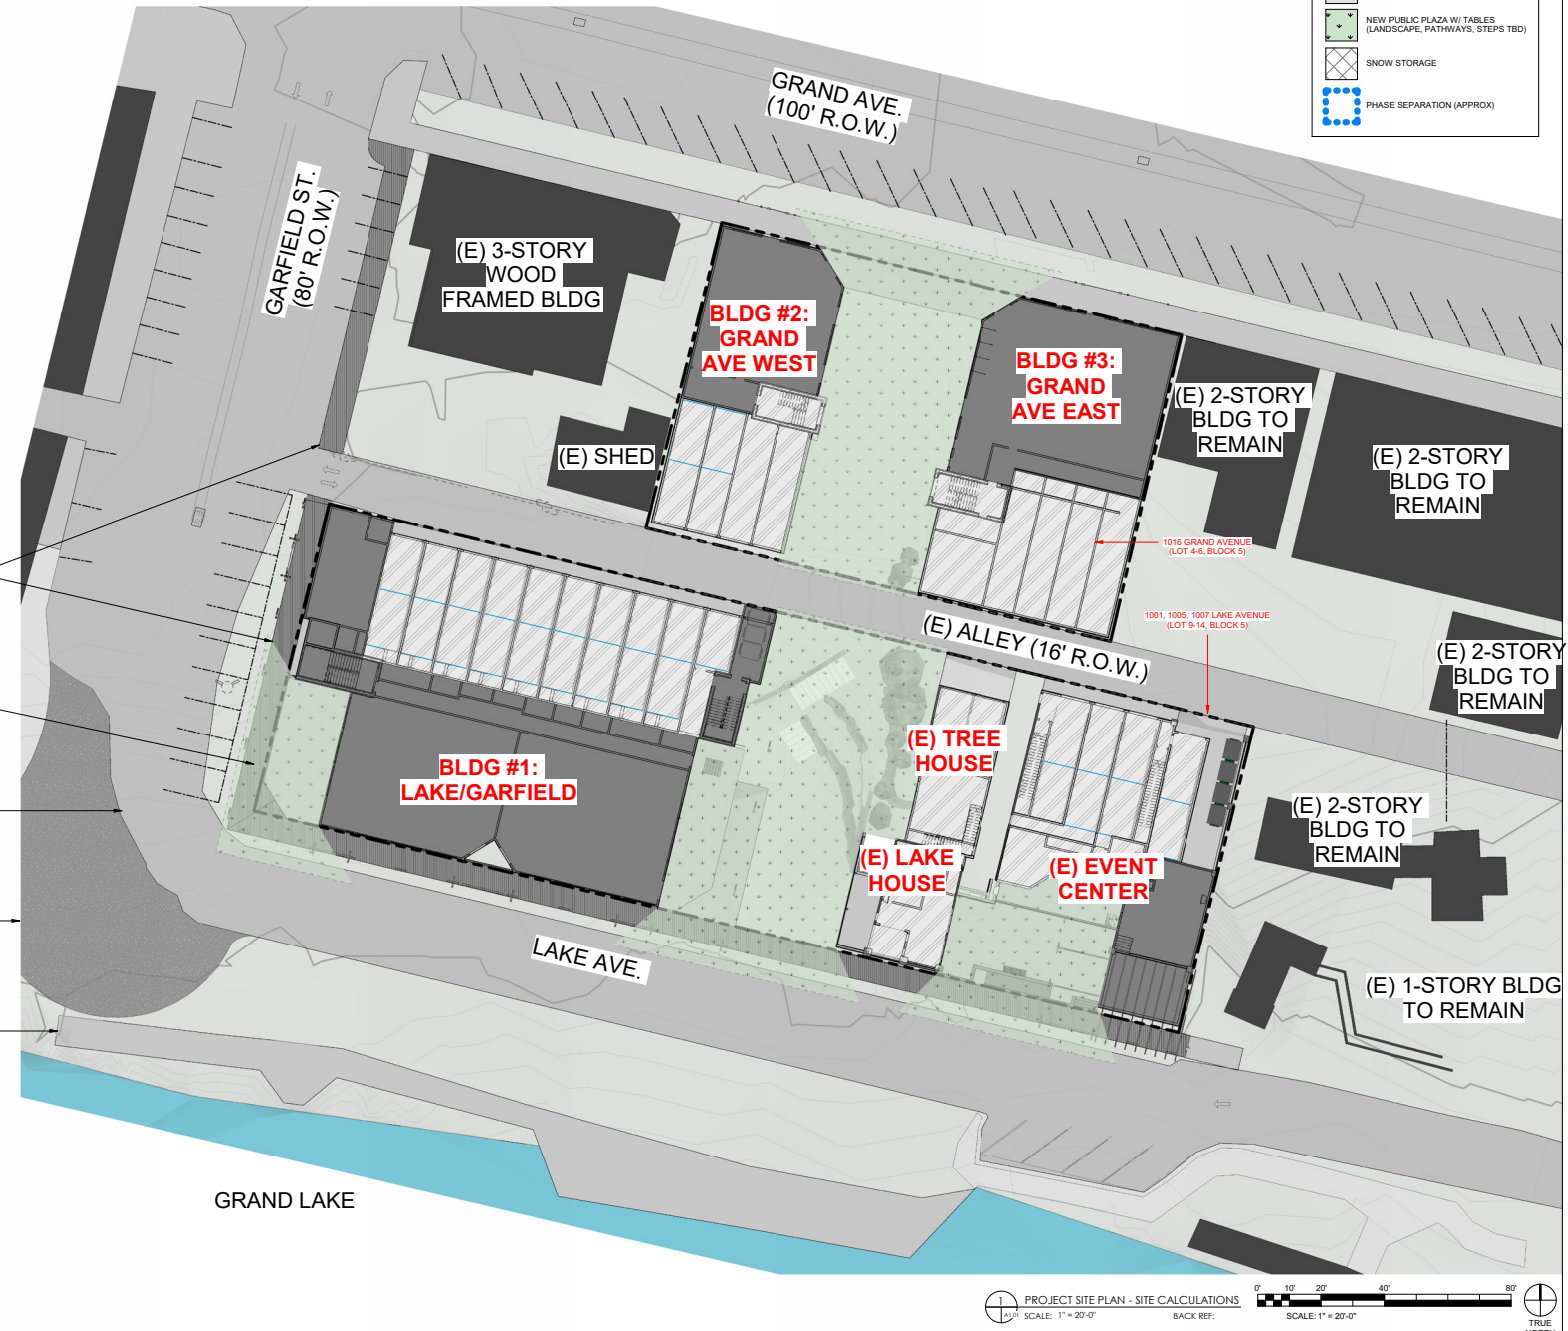 NEW PUBLIC PLAZA W/ TABLES
(LANDSCAPE, PATHWAYS, STEPS TBD)
SNOW STORAGE
PHASE SEPARATION (APPROX)
GRAND AVE.
(100' R.O.W.)
GARFIELD ST.
(80' R.O.W.)
(E) 3-STORY
WOOD
FRAMED BLDG
BLDG #2:
GRAND
AVE WEST
BLDG #3:
GRAND
AVE EAST
(E) 2-STORY
BLDG TO
REMAIN
(E) 2-STORY
BLDG TO
REMAIN
(E) SHED
1016 GRAND AVENUE
(LOT 4-6, BLOCK 5)
1001, 1005, 1007 LAKE AVENUE
(LOT 9-14, BLOCK 5)
(E) ALLEY (16' R.O.W.)
(E) 2-STORY
BLDG TO
REMAIN
(E) TREE
HOUSE
BLDG #1:
LAKE/GARFIELD
(E) 2-STORY
BLDG TO
REMAIN
(E) LAKE
HOUSE
(E) EVENT
CENTER
LAKE AVE.
(E) 1-STORY BLDG
TO REMAIN
GRAND LAKE
1
A1.01
PROJECT SITE PLAN - SITE CALCULATIONS
SCALE: 1" = 20'-0"
BACK REF:
0' 10' 20' 40' 80'
SCALE: 1" = 20'-0"
TRUE
NORTH